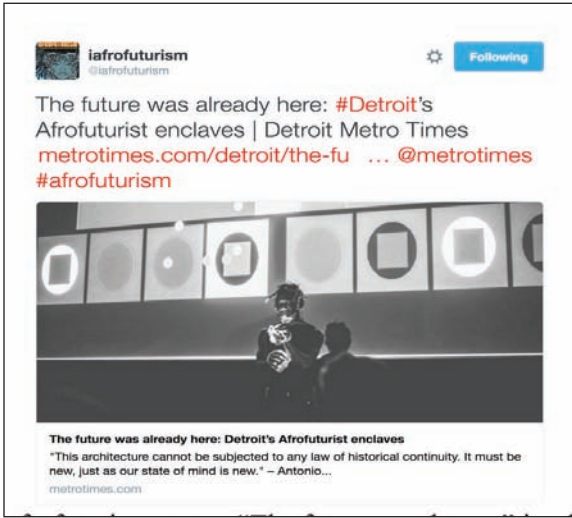 iafrofuturism
@iafrofuturism
Following
The future was already here: #Detroit's
Afrofuturist enclaves | Detroit Metro Times
metrotimes.com/detroit/the-fu ... @metrotimes
#afrofuturism
The future was already here: Detroit's Afrofuturist enclaves
"This architecture cannot be subjected to any law of historical continuity. It must be
new, just as our state of mind is new." – Antonio...
metrotimes.com